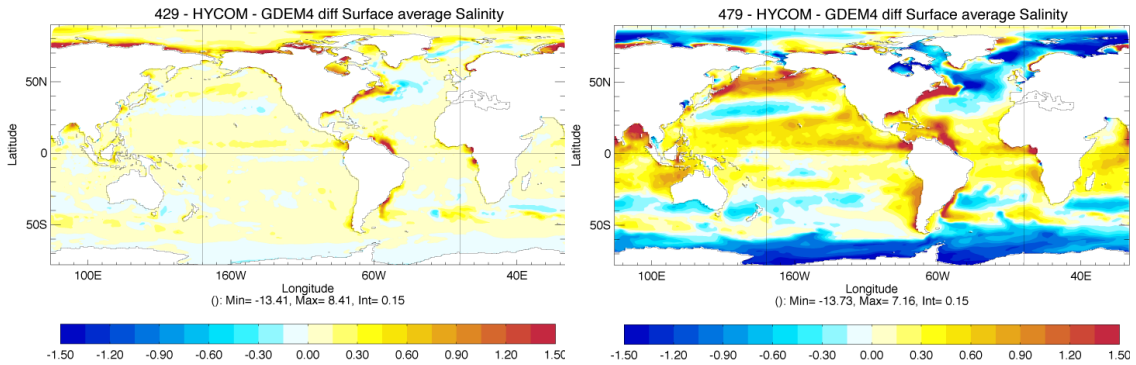 429 - HYCOM - GDEM4 diff Surface average Salinity
50N
0
50S
Latitude
100E 160W 60W 40E
Longitude
(): Min= -13.41, Max= 8.41, Int= 0.15
-1.50 -1.20 -0.90 -0.60 -0.30 0.00 0.30 0.60 0.90 1.20 1.50
479 - HYCOM - GDEM4 diff Surface average Salinity
50N
0
50S
Latitude
100E 160W 60W 40E
Longitude
(): Min= -13.73, Max= 7.16, Int= 0.15
-1.50 -1.20 -0.90 -0.60 -0.30 0.00 0.30 0.60 0.90 1.20 1.50